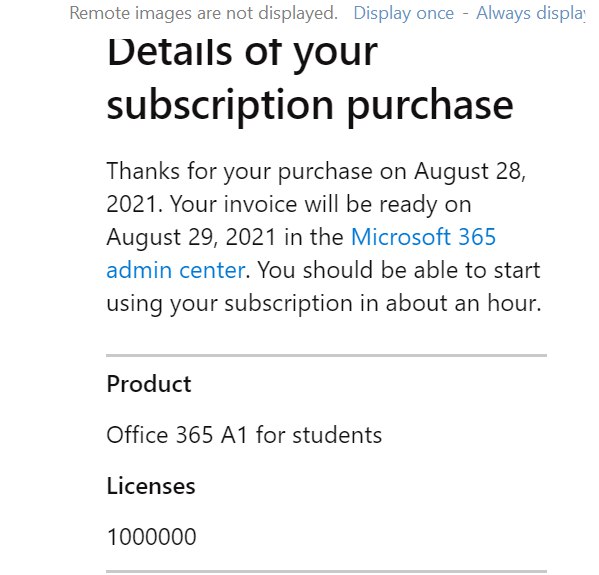 Remote images are not displayed. Display once - Always display
Details of your
subscription purchase
Thanks for your purchase on August 28,
2021. Your invoice will be ready on
August 29, 2021 in the Microsoft 365
admin center. You should be able to start
using your subscription in about an hour.
Product
Office 365 A1 for students
Licenses
1000000